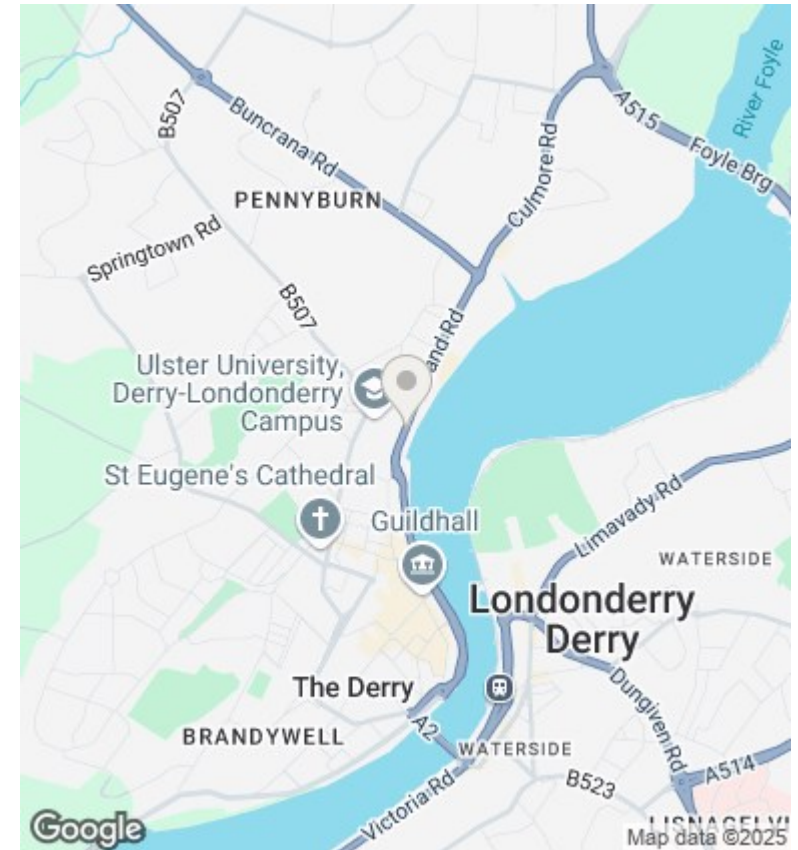 River Foyle
B507
Buncrana Rd
A515
Foyle Brg
Culmore Rd
PENNYBURN
Springtown Rd
B507
and Rd
Ulster University,
Derry-Londonderry
Campus
St Eugene's Cathedral
Guildhall
Limavady Rd
WATERSIDE
Londonderry
Derry
The Derry
Dungiven Rd
BRANDYWELL
A2
WATERSIDE
A514
B523
Victoria Rd
LISNAGELVI
Google
Map data ©2025